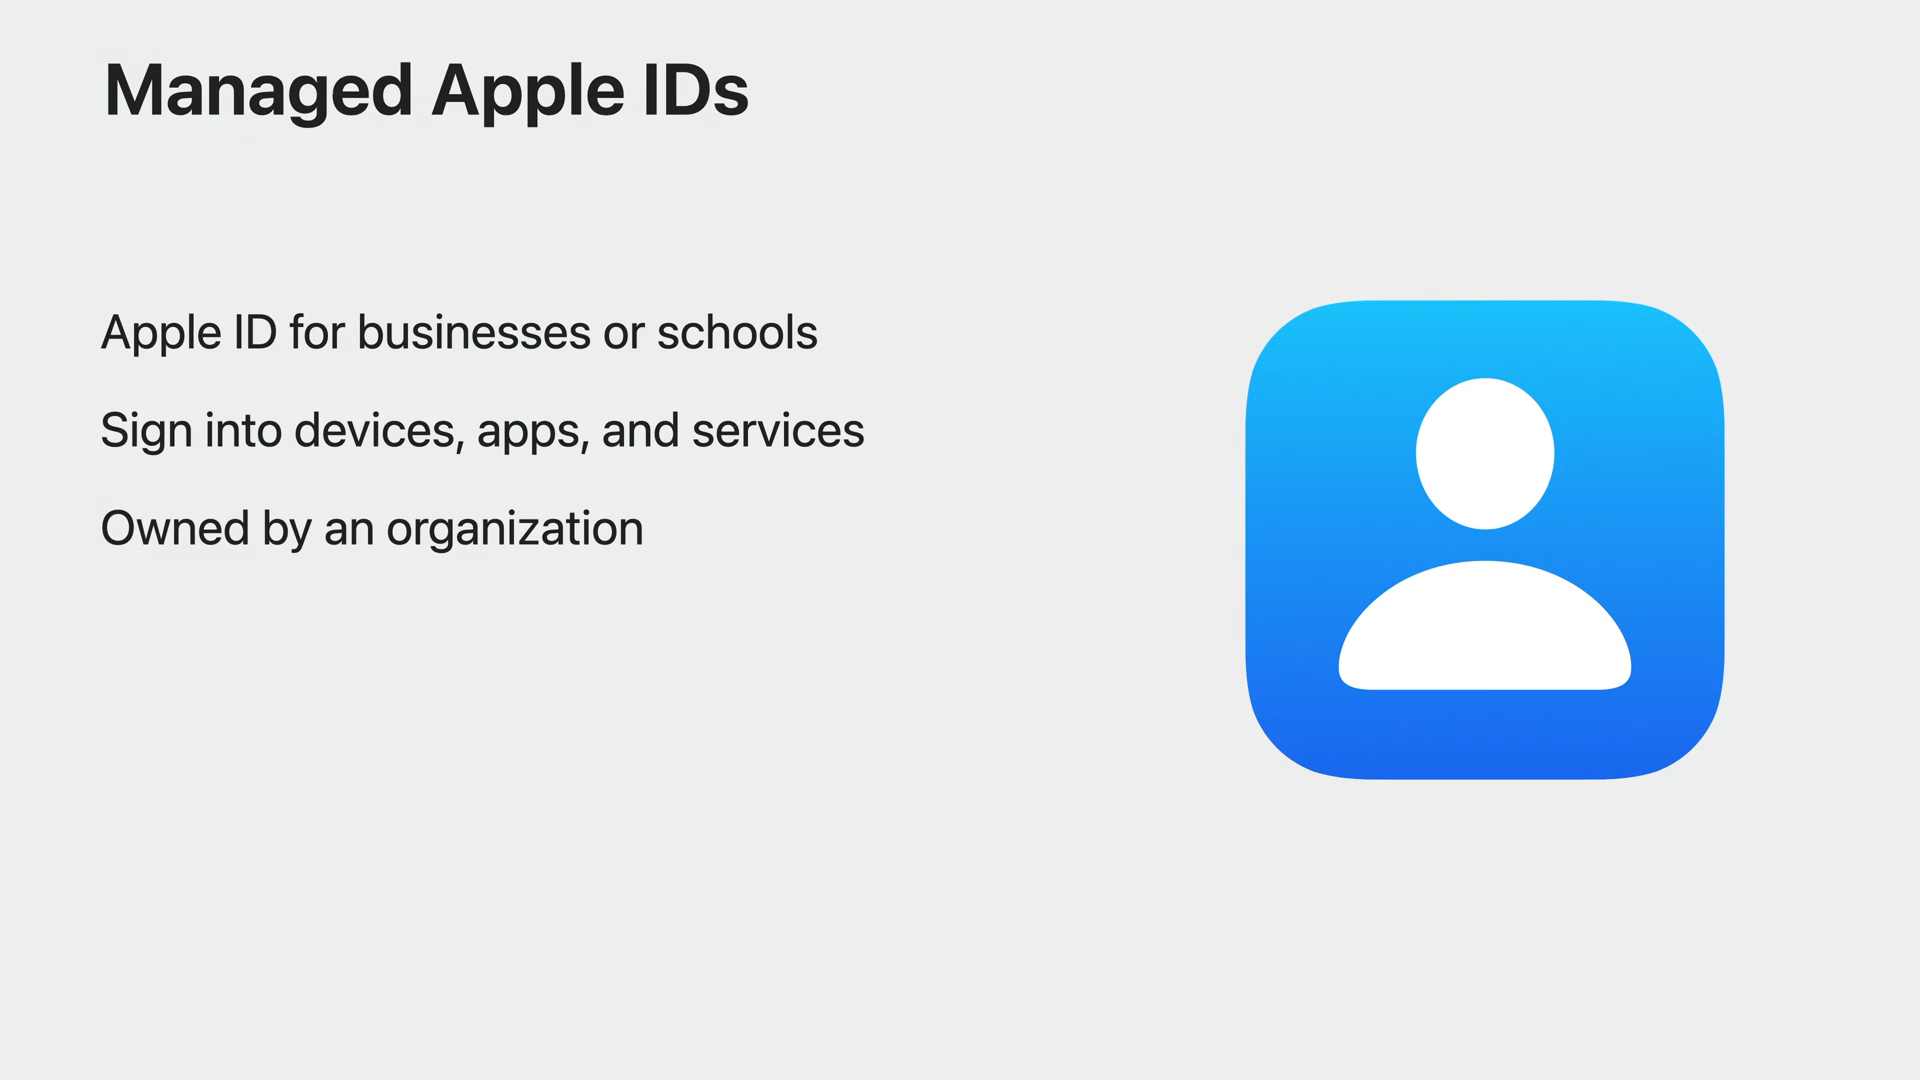 Managed Apple IDs
Apple ID for businesses or schools
Sign into devices, apps, and services
Owned by an organization